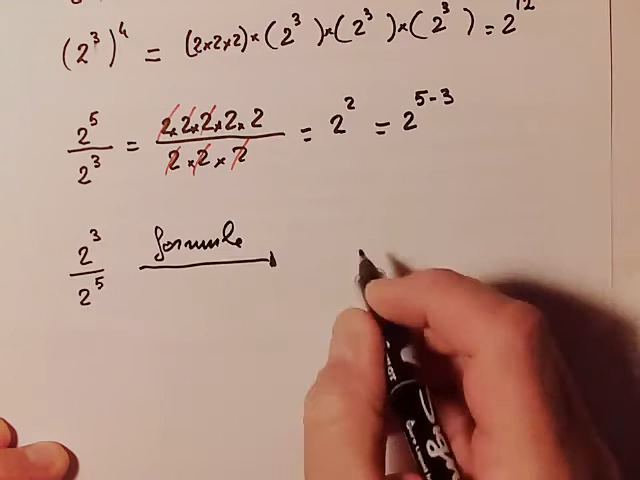 (2³)⁴ = (2×2×2)×(2³)×(2³)×(2³) = 2¹²
2⁵/2³ = 2×2×2×2×2/2×2×2 = 2² = 2⁵⁻³
2³/2⁵ formule